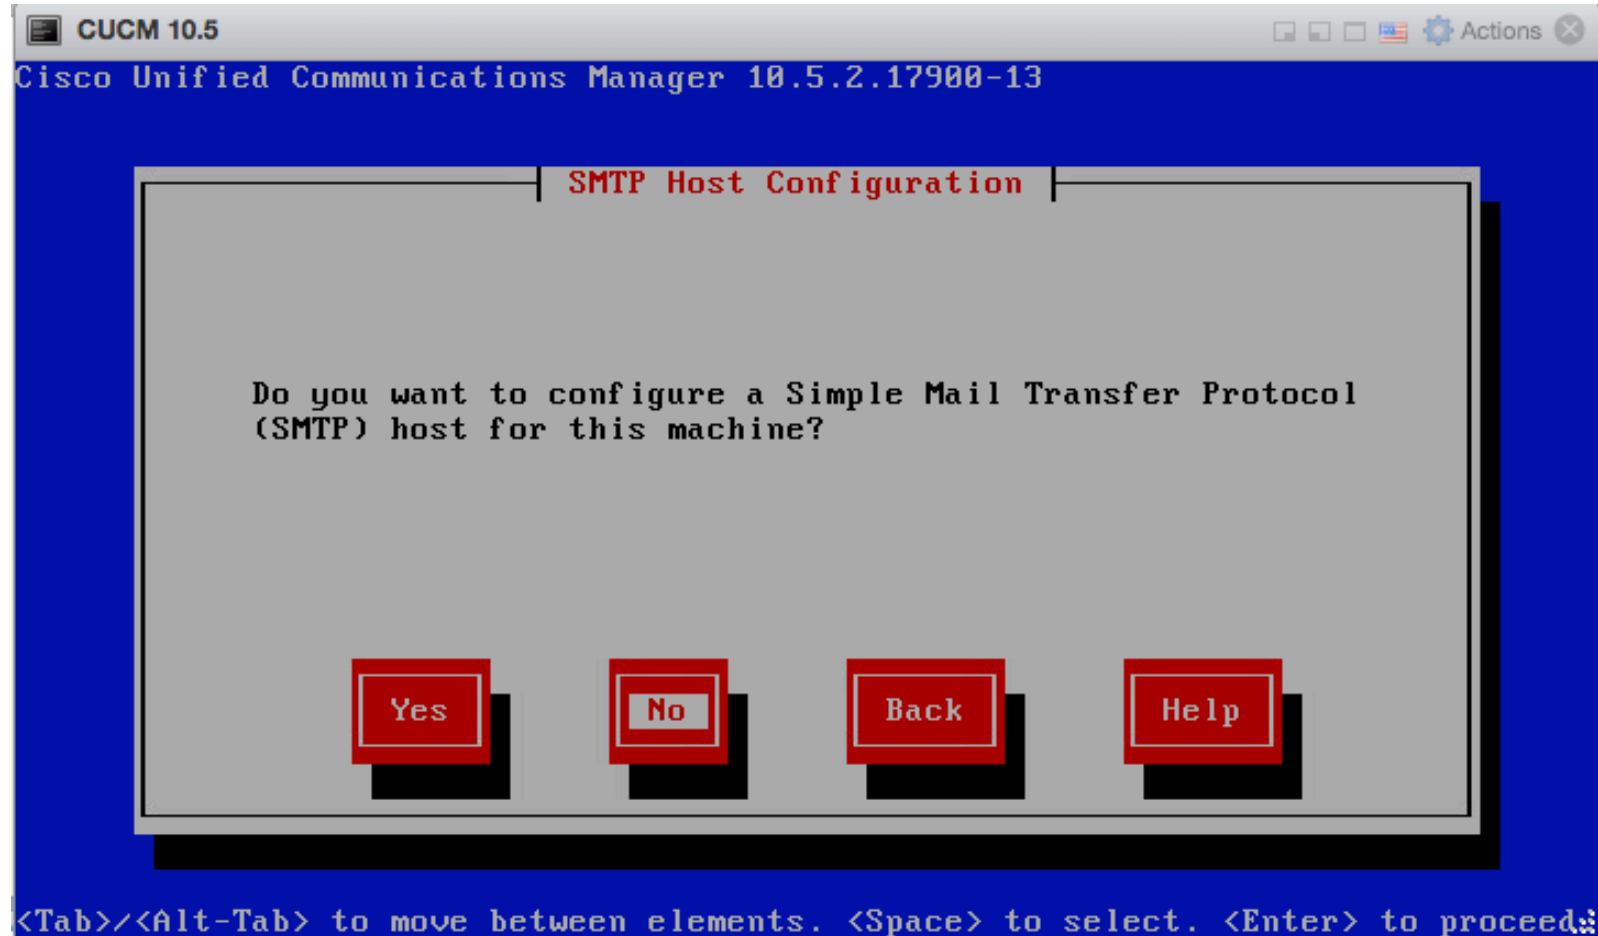 CUCM 10.5
Actions
Cisco Unified Communications Manager 10.5.2.17900-13
SMTP Host Configuration
Do you want to configure a Simple Mail Transfer Protocol
(SMTP) host for this machine?
Yes No Back Help
<Tab>/<Alt-Tab> to move between elements. <Space> to select. <Enter> to proceed.